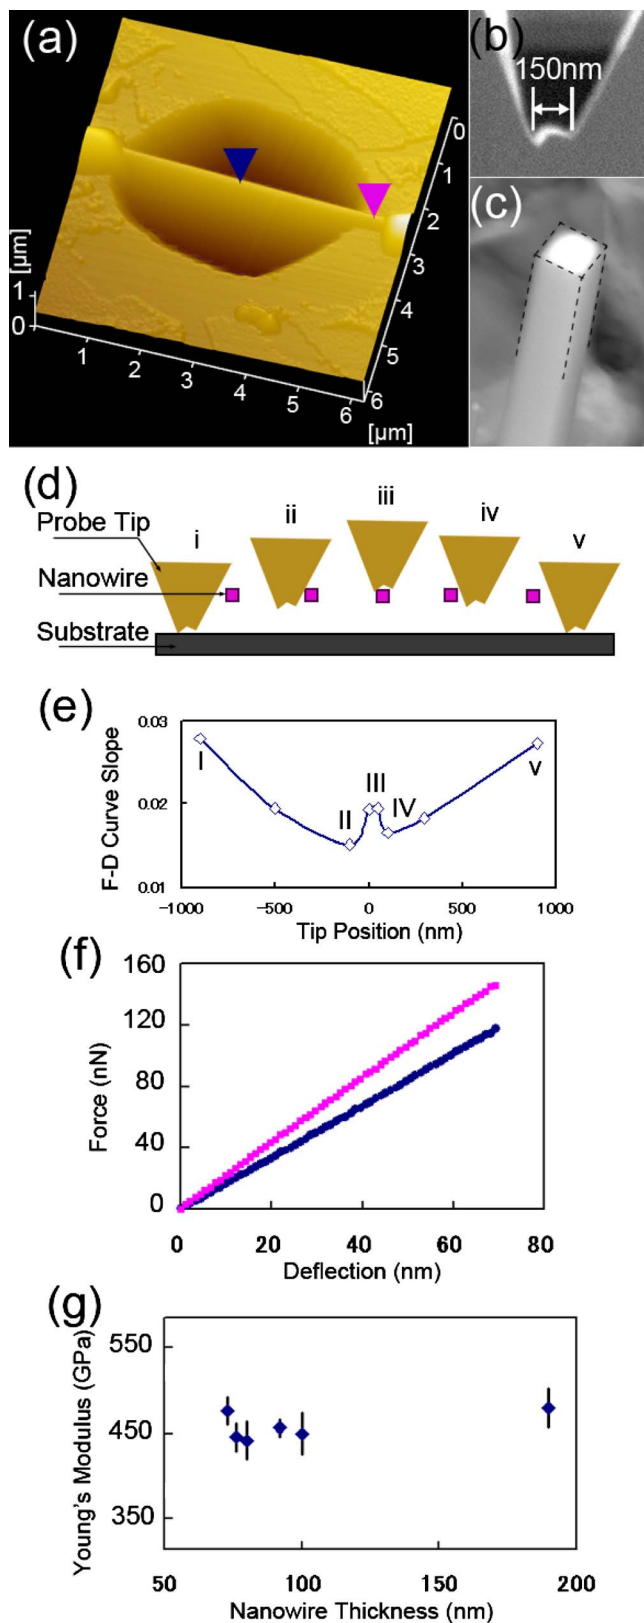 (a)
0
1
2
3
4
5
6
[µm]
1
0
1
2
3
4
5
6
[µm]
(b)
150nm
(c)
(d)
Probe Tip
Nanowire
Substrate
i
ii
iii
iv
v
(e)
F-D Curve Slope
0.03
0.02
0.01
I
II
III
IV
V
−1000
−500
0
500
1000
Tip Position (nm)
(f)
Force (nN)
160
120
80
40
0
0
20
40
60
80
Deflection (nm)
(g)
Young's Modulus (GPa)
550
450
350
50
100
150
200
Nanowire Thickness (nm)